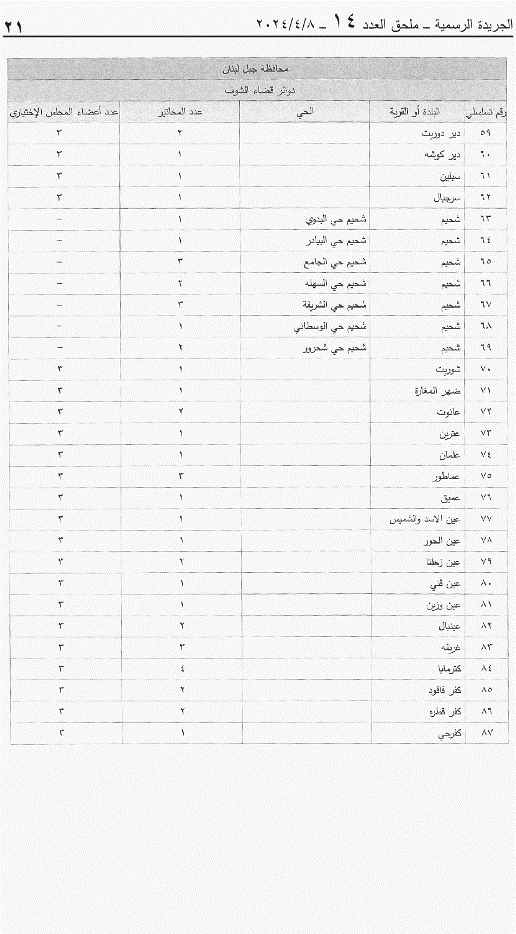 الجريدة الرسمية – ملحق العدد ١٤ – ٢٠٢٤/٤/٨ ٢١
محافظة جبل لبنان
دوائر قضاء الشوف
رقم تسلسلي البلدة أو القرية الحي عدد المخاتير عدد أعضاء المجلس الإختياري
٥٩ دير دوريت ٢ ٣
٦٠ دير كوشه ١ ٣
٦١ سبلين ١ ٣
٦٢ سرجبال ١ ٣
٦٣ شحيم شحيم حي البدوي ١ –
٦٤ شحيم شحيم حي البيادر ١ –
٦٥ شحيم شحيم حي الجامع ٣ –
٦٦ شحيم شحيم حي السهله ٢ –
٦٧ شحيم شحيم حي الشريفة ٣ –
٦٨ شحيم شحيم حي الوسطاني ١ –
٦٩ شحيم شحيم حي شحرور ٢ –
٧٠ شوريت ١ ٣
٧١ ضهر المغارة ١ ٣
٧٢ عانوت ٢ ٣
٧٣ عترين ١ ٣
٧٤ علمان ١ ٣
٧٥ عماطور ٣ ٣
٧٦ عميق ١ ٣
٧٧ عين الاسد والشميس ١ ٣
٧٨ عين الحور ١ ٣
٧٩ عين زحلتا ٢ ٣
٨٠ عين قني ١ ٣
٨١ عين وزين ١ ٣
٨٢ عينبال ٢ ٣
٨٣ غريفه ٣ ٣
٨٤ كترمايا ٤ ٣
٨٥ كفر فاقود ٢ ٣
٨٦ كفر قطره ٢ ٣
٨٧ كفرحي ١ ٣